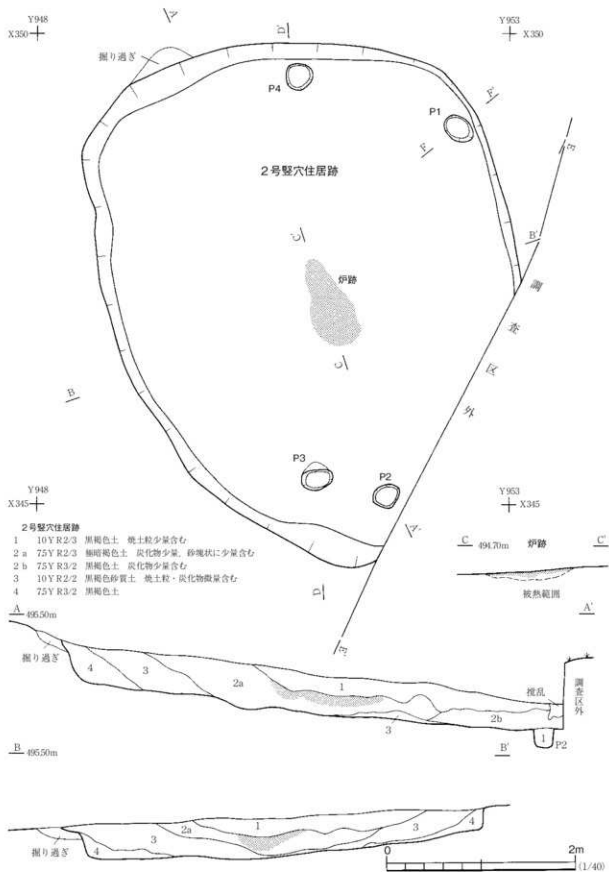 Y948
X350
Y953
X350
A
D'
掘り過ぎ
P4
P1
F'
F
E
2号竪穴住居跡
B'
C'
炉跡
調査区外
C
B
P3
P2
Y948
X345
Y953
X345
A'
D
E'
2号竪穴住居跡
1 10YR2/3 黒褐色土 焼土粒少量含む
2a 75YR2/3 極暗褐色土 炭化物少量，砂塊状に少量含む
2b 75YR3/2 黒褐色土 炭化物少量含む
3 10YR2/2 黒褐色砂質土 焼土粒・炭化物微量含む
4 75YR3/2 黒褐色土
C 494.70m 炉跡 C'
被熱範囲
A 495.50m
A'
掘り過ぎ
4
3
2a
1
3
2b
撹乱
調査区外
1
P2
B 495.50m
B'
掘り過ぎ
4
3
2a
1
3
4
0
2m
(1/40)